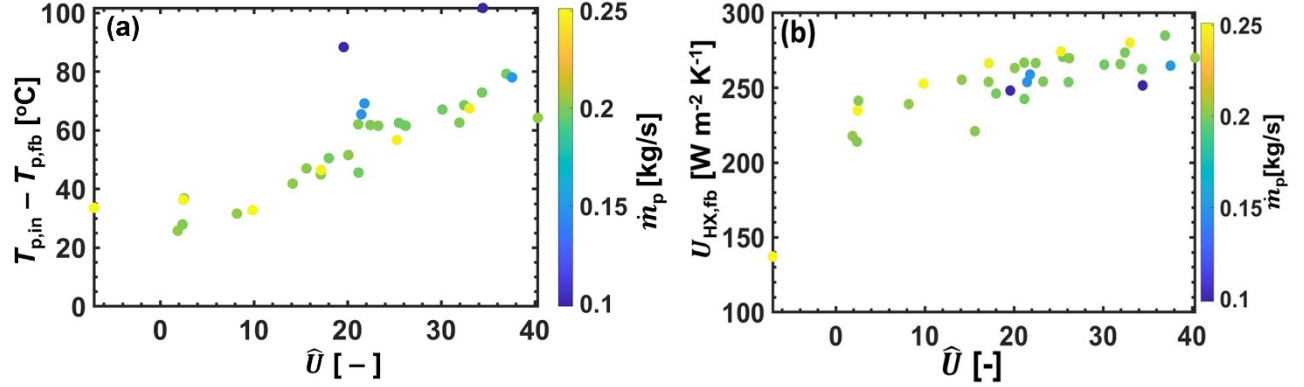 (a)
T_p,in − T_p,fb [°C]
100
80
60
40
20
0
0 10 20 30 40
Û [ − ]
0.25
0.2
0.15
0.1
ṁ_p [kg/s]
(b)
U_HX,fb [W m⁻² K⁻¹]
300
250
200
150
100
0 10 20 30 40
Û [-]
0.25
0.2
0.15
0.1
ṁ_p[kg/s]